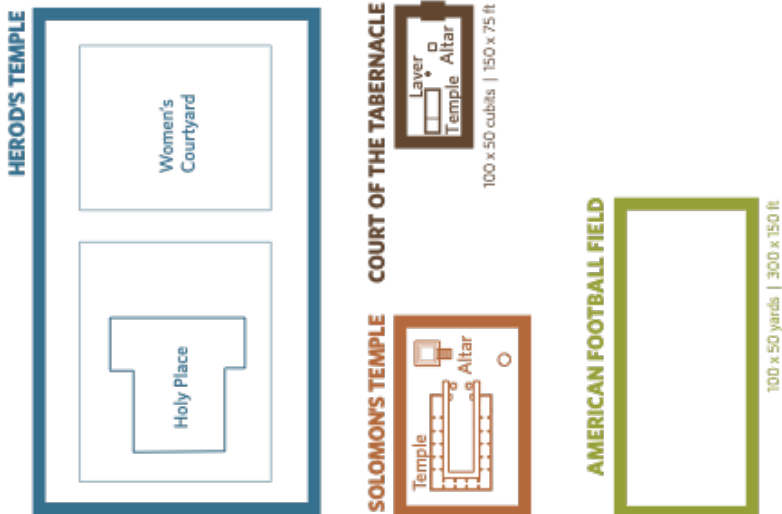 HEROD'S TEMPLE
Women's
Courtyard
Holy Place
COURT OF THE TABERNACLE
Laver
Altar
Temple
100 x 50 cubits | 150 x 75 ft
SOLOMON'S TEMPLE
Temple
Altar
AMERICAN FOOTBALL FIELD
100 x 50 yards | 300 x 150 ft